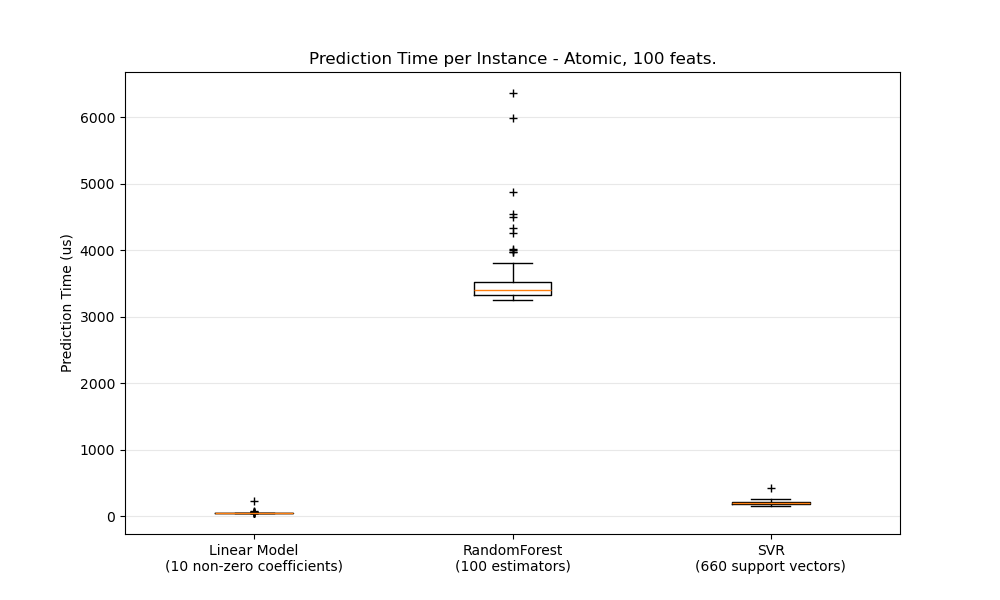 Prediction Time per Instance - Atomic, 100 feats.
Prediction Time (us)
6000
5000
4000
3000
2000
1000
0
Linear Model
(10 non-zero coefficients)
RandomForest
(100 estimators)
SVR
(660 support vectors)